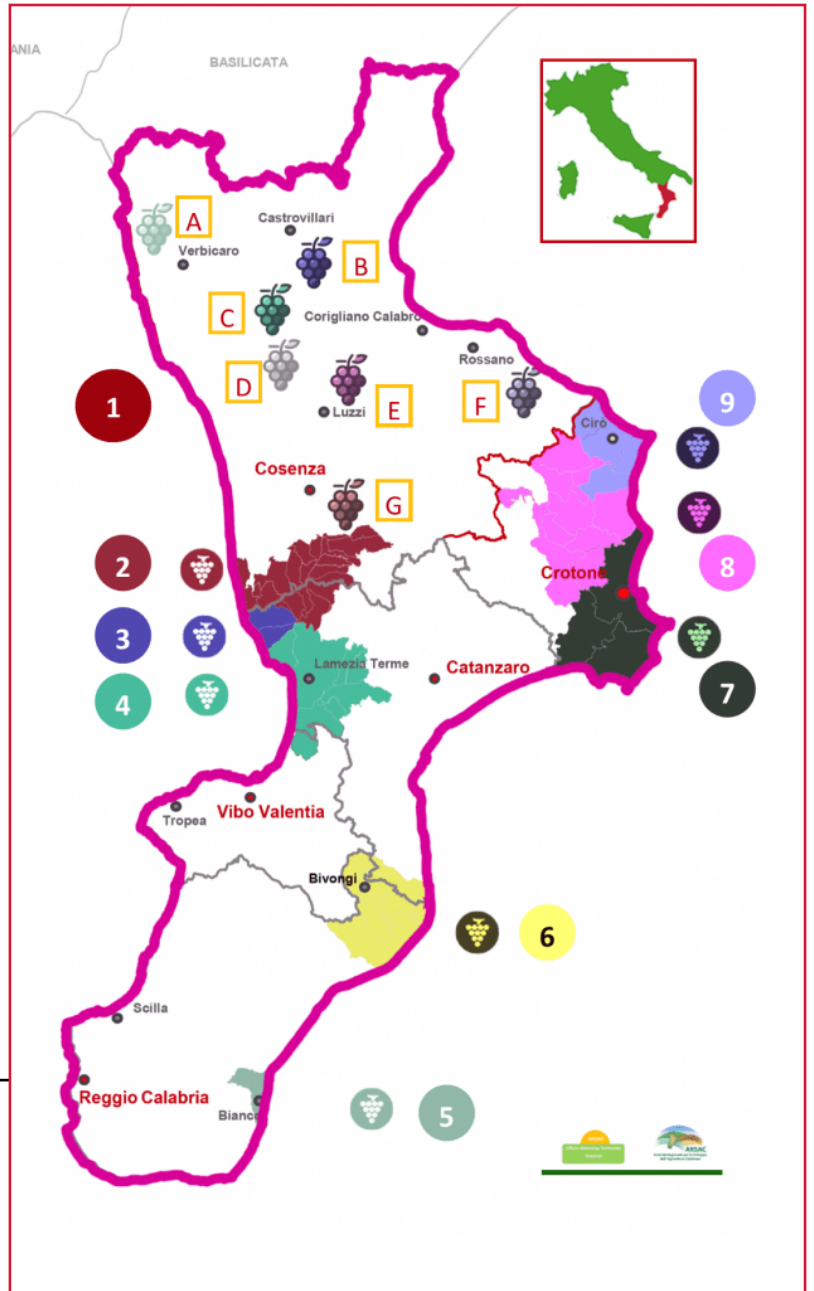 ANIA
BASILICATA
A
Castrovillari
Verbicaro
B
C
Corigliano Calabro
Rossano
D
E
F
9
1
Luzzi
Cirò
Cosenza
G
2
Crotone
8
3
Lamezia Terme
Catanzaro
4
7
Tropea
Vibo Valentia
Bivongi
6
Scilla
Reggio Calabria
Bianco
5
ARSAC